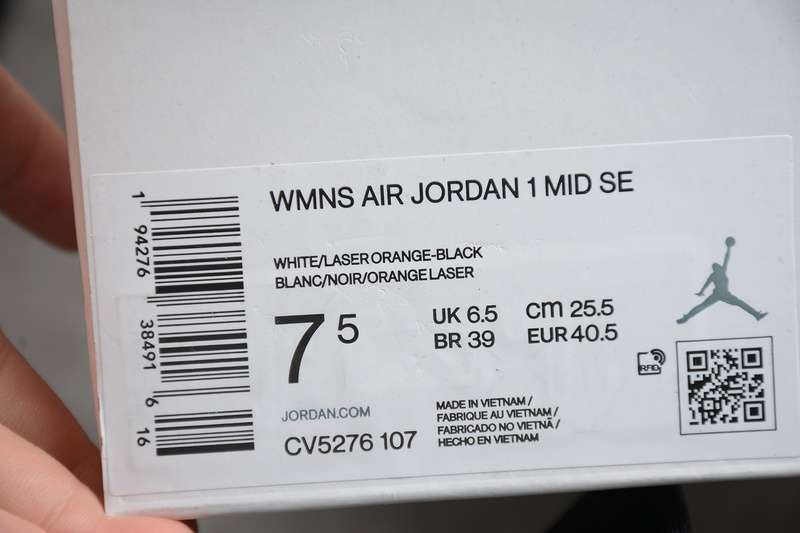 WMNS AIR JORDAN 1 MID SE
WHITE/LASER ORANGE-BLACK
BLANC/NOIR/ORANGE LASER
7 5
UK 6.5 CM 25.5
BR 39 EUR 40.5
JORDAN.COM
CV5276 107
MADE IN VIETNAM /
FABRIQUE AU VIETNAM /
FABRICADO NO VIETNÃ /
HECHO EN VIETNAM
RFID
1 94276 38491 6 16